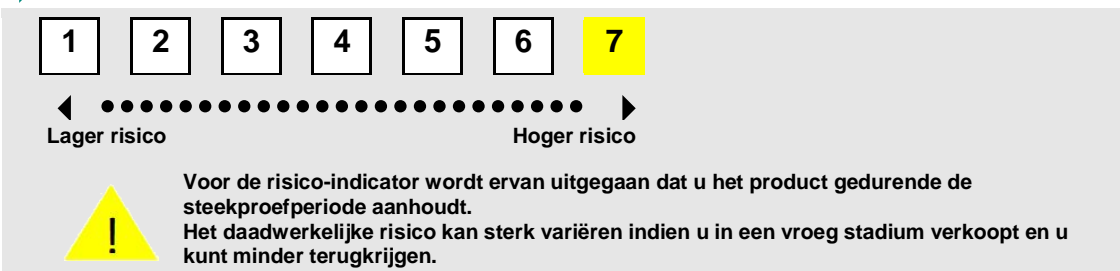 1 2 3 4 5 6 7
Lager risico Hoger risico
Voor de risico-indicator wordt ervan uitgegaan dat u het product gedurende de
steekproefperiode aanhoudt.
Het daadwerkelijke risico kan sterk variëren indien u in een vroeg stadium verkoopt en u
kunt minder terugkrijgen.
!